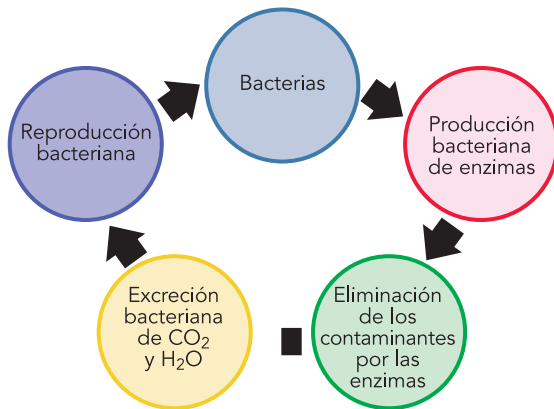 Bacterias
Producción
bacteriana
de enzimas
Eliminación
de los
contaminantes
por las
enzimas
Excreción
bacteriana
de CO₂
y H₂O
Reproducción
bacteriana